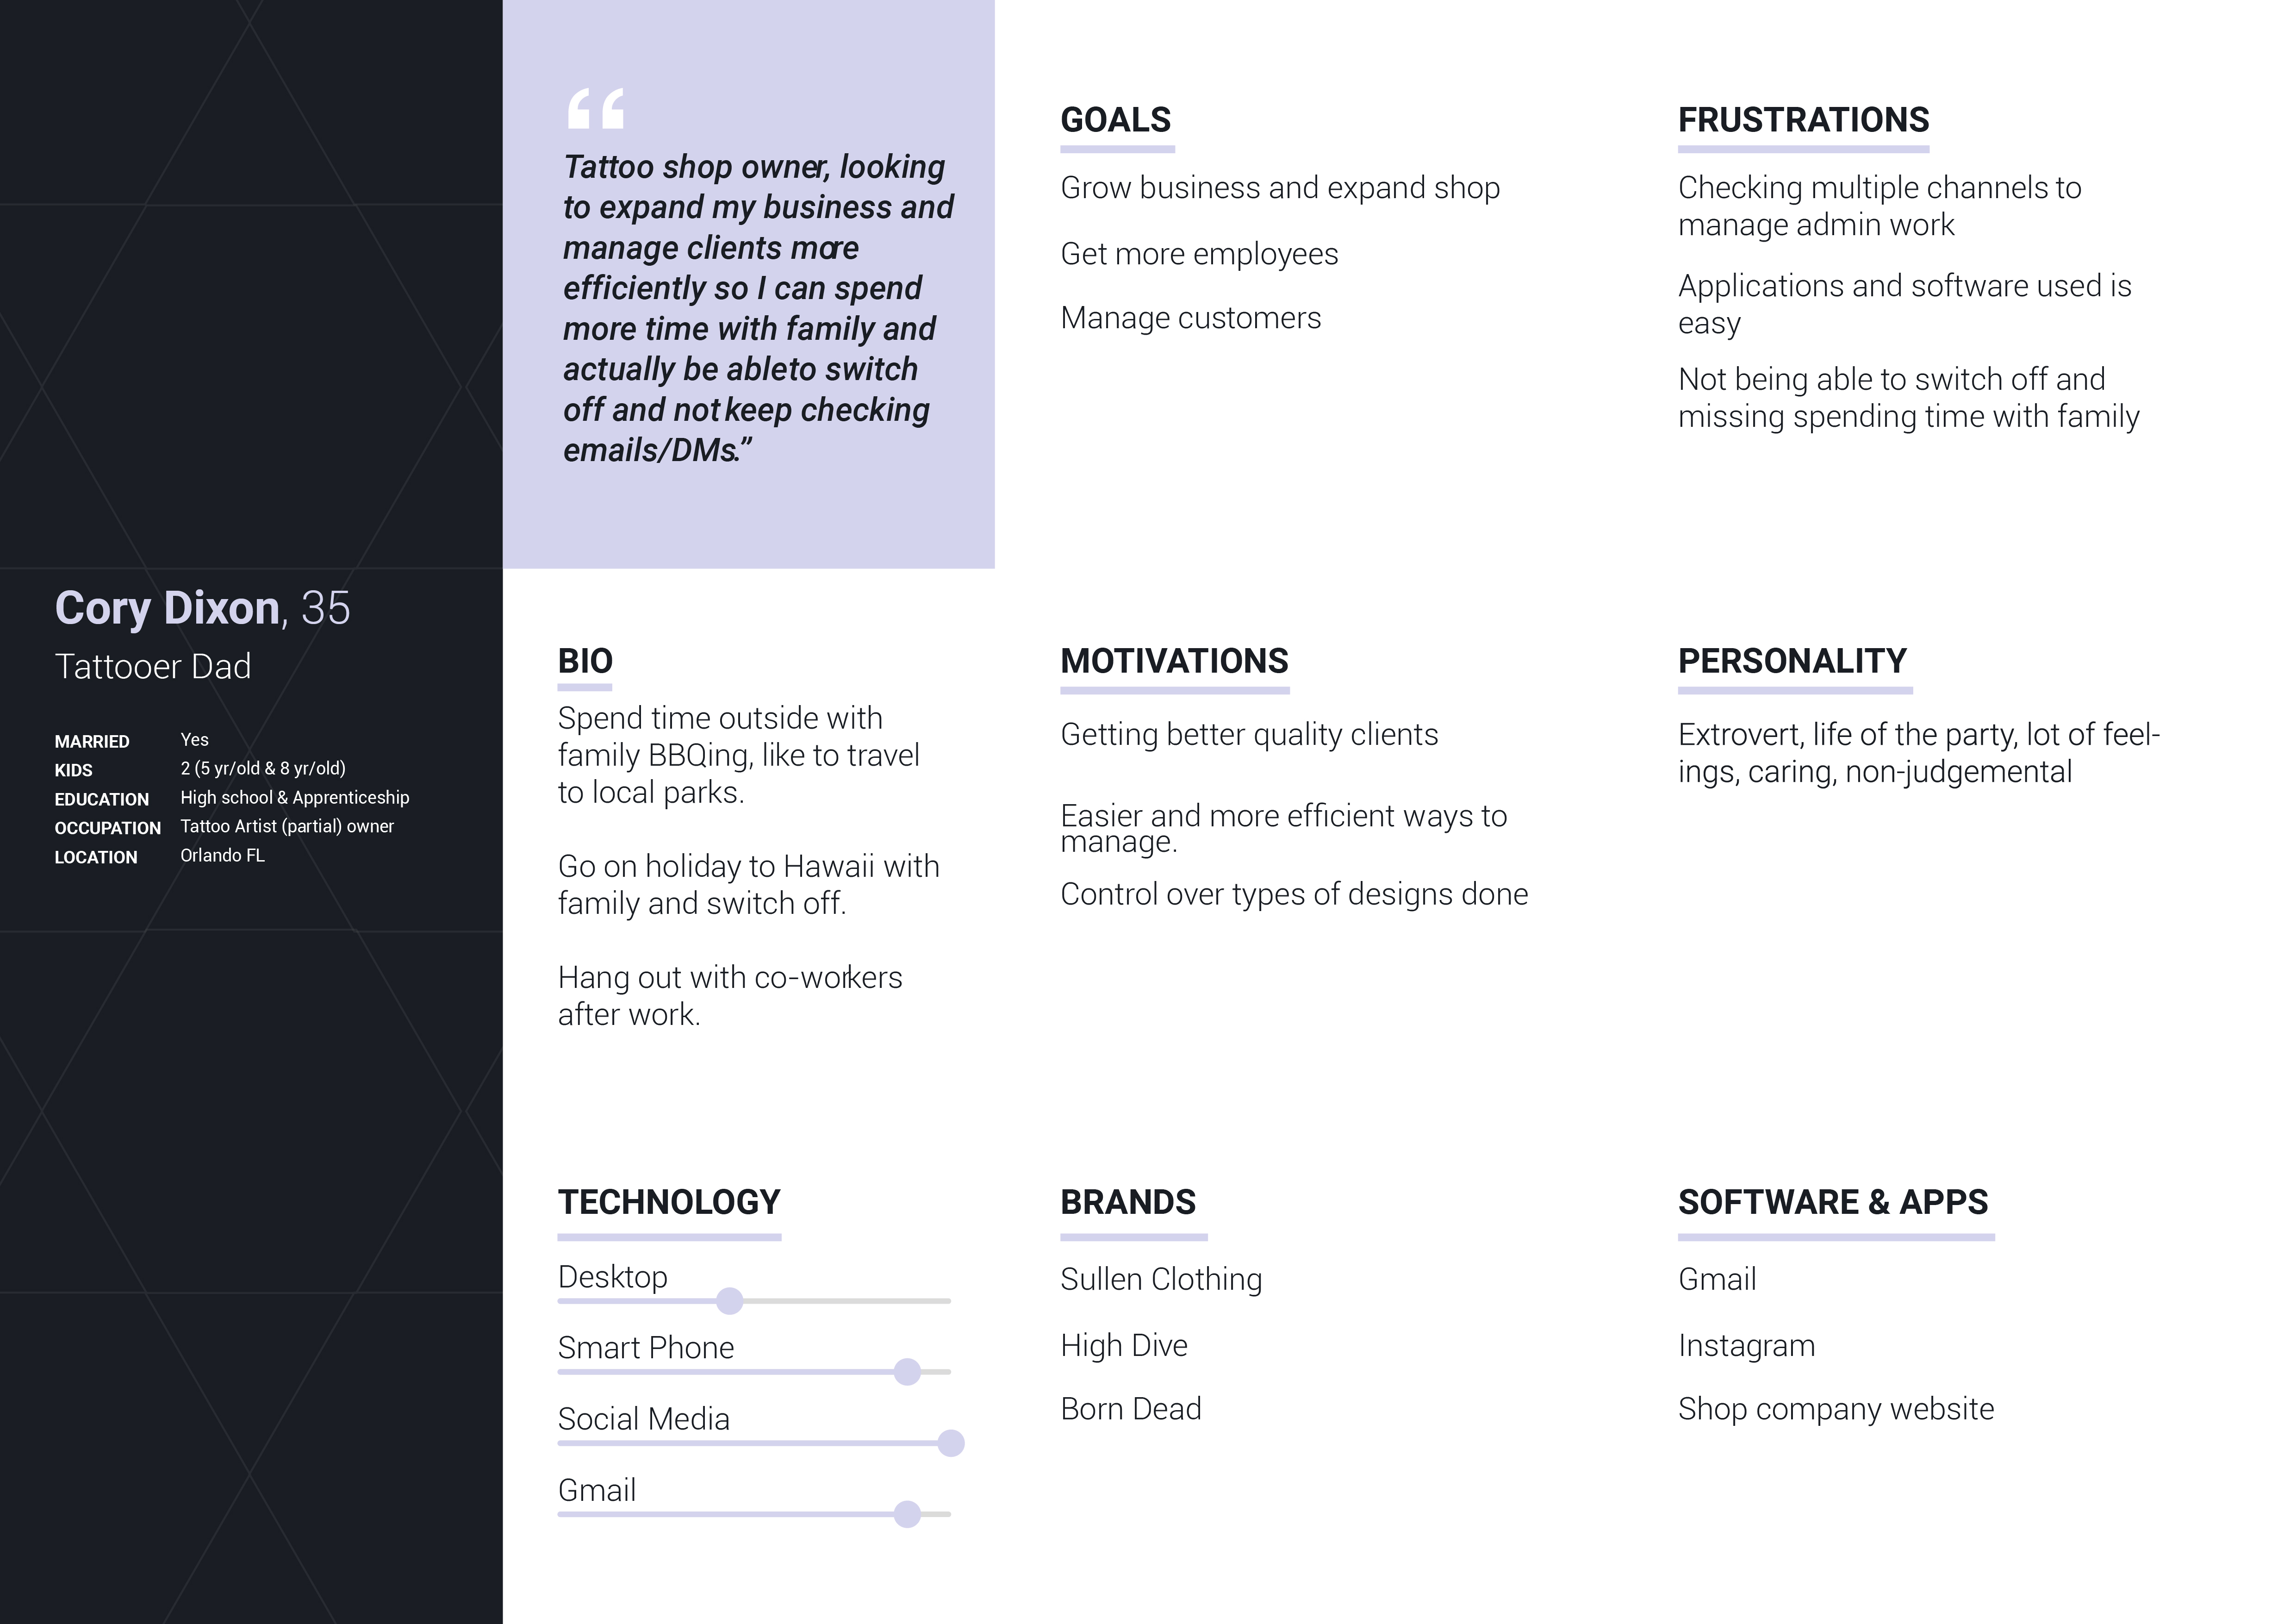 Cory Dixon, 35
Tattooer Dad
MARRIED Yes
KIDS 2 (5 yr/old & 8 yr/old)
EDUCATION High school & Apprenticeship
OCCUPATION Tattoo Artist (partial) owner
LOCATION Orlando FL
“
Tattoo shop owner, looking
to expand my business and
manage clients more
efficiently so I can spend
more time with family and
actually be ableto switch
off and not keep checking
emails/DMs.”
GOALS
Grow business and expand shop
Get more employees
Manage customers
FRUSTRATIONS
Checking multiple channels to
manage admin work
Applications and software used is
easy
Not being able to switch off and
missing spending time with family
BIO
Spend time outside with
family BBQing, like to travel
to local parks.
Go on holiday to Hawaii with
family and switch off.
Hang out with co-workers
after work.
MOTIVATIONS
Getting better quality clients
Easier and more efficient ways to
manage.
Control over types of designs done
PERSONALITY
Extrovert, life of the party, lot of feel-
ings, caring, non-judgemental
TECHNOLOGY
Desktop
Smart Phone
Social Media
Gmail
BRANDS
Sullen Clothing
High Dive
Born Dead
SOFTWARE & APPS
Gmail
Instagram
Shop company website